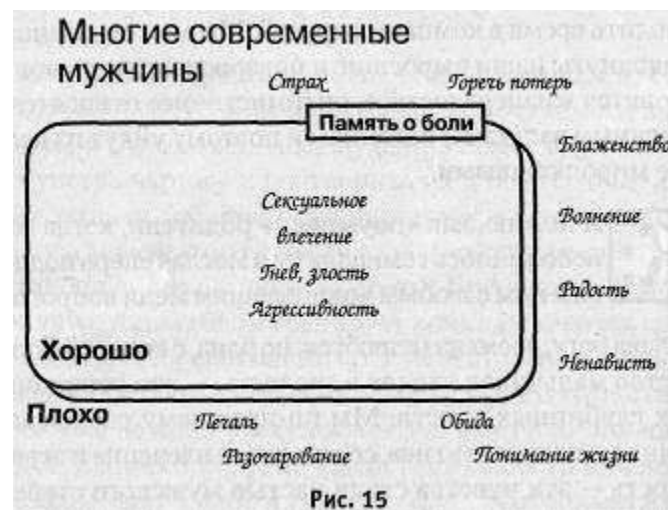 Многие современные
мужчины
Страх
Горечь потерь
Память о боли
Блаженство
Сексуальное
влечение
Волнение
Гнев, злость
Радость
Агрессивность
Хорошо
Ненависть
Плохо
Печаль
Обида
Разочарование
Понимание жизни
Рис. 15